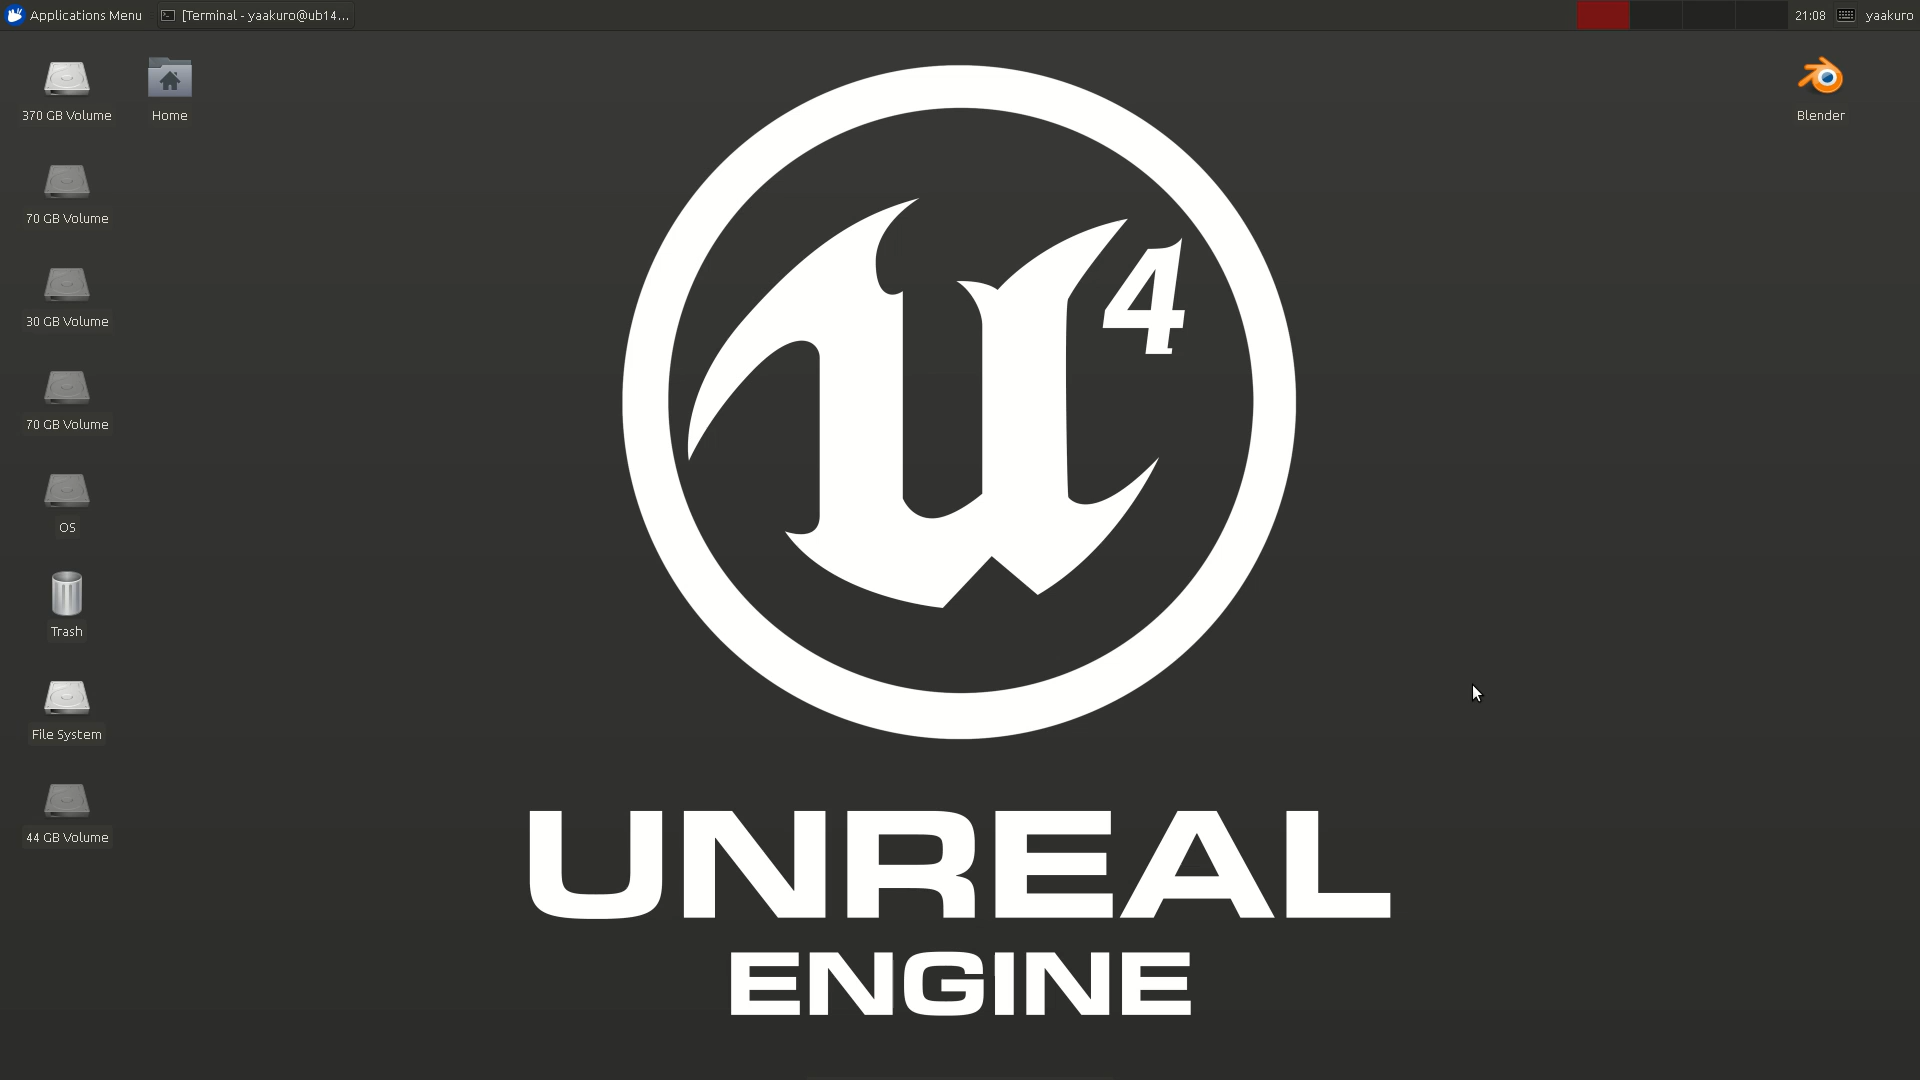 Applications Menu
[Terminal - yaakuro@ub14...
21:08
yaakuro
370 GB Volume
Home
Blender
70 GB Volume
30 GB Volume
70 GB Volume
OS
Trash
File System
44 GB Volume
u4
UNREAL
ENGINE